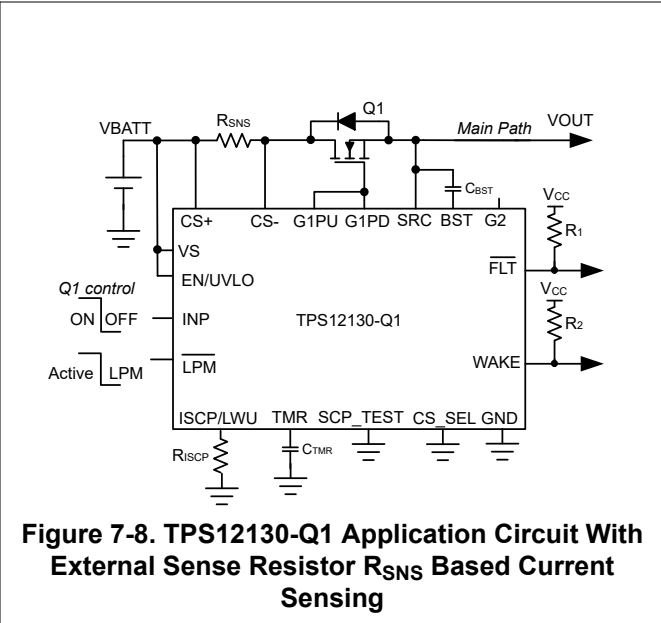 Q1
VBATT
RSNS
Main Path
VOUT
CBST
VCC
CS+
CS-
G1PU
G1PD
SRC
BST
G2
R1
VS
FLT
EN/UVLO
Q1 control
VCC
ON
OFF
INP
TPS12130-Q1
R2
Active
LPM
LPM
WAKE
ISCP/LWU
TMR
SCP_TEST
CS_SEL
GND
RISCP
CTMR
Figure 7-8. TPS12130-Q1 Application Circuit With
External Sense Resistor RSNS Based Current
Sensing